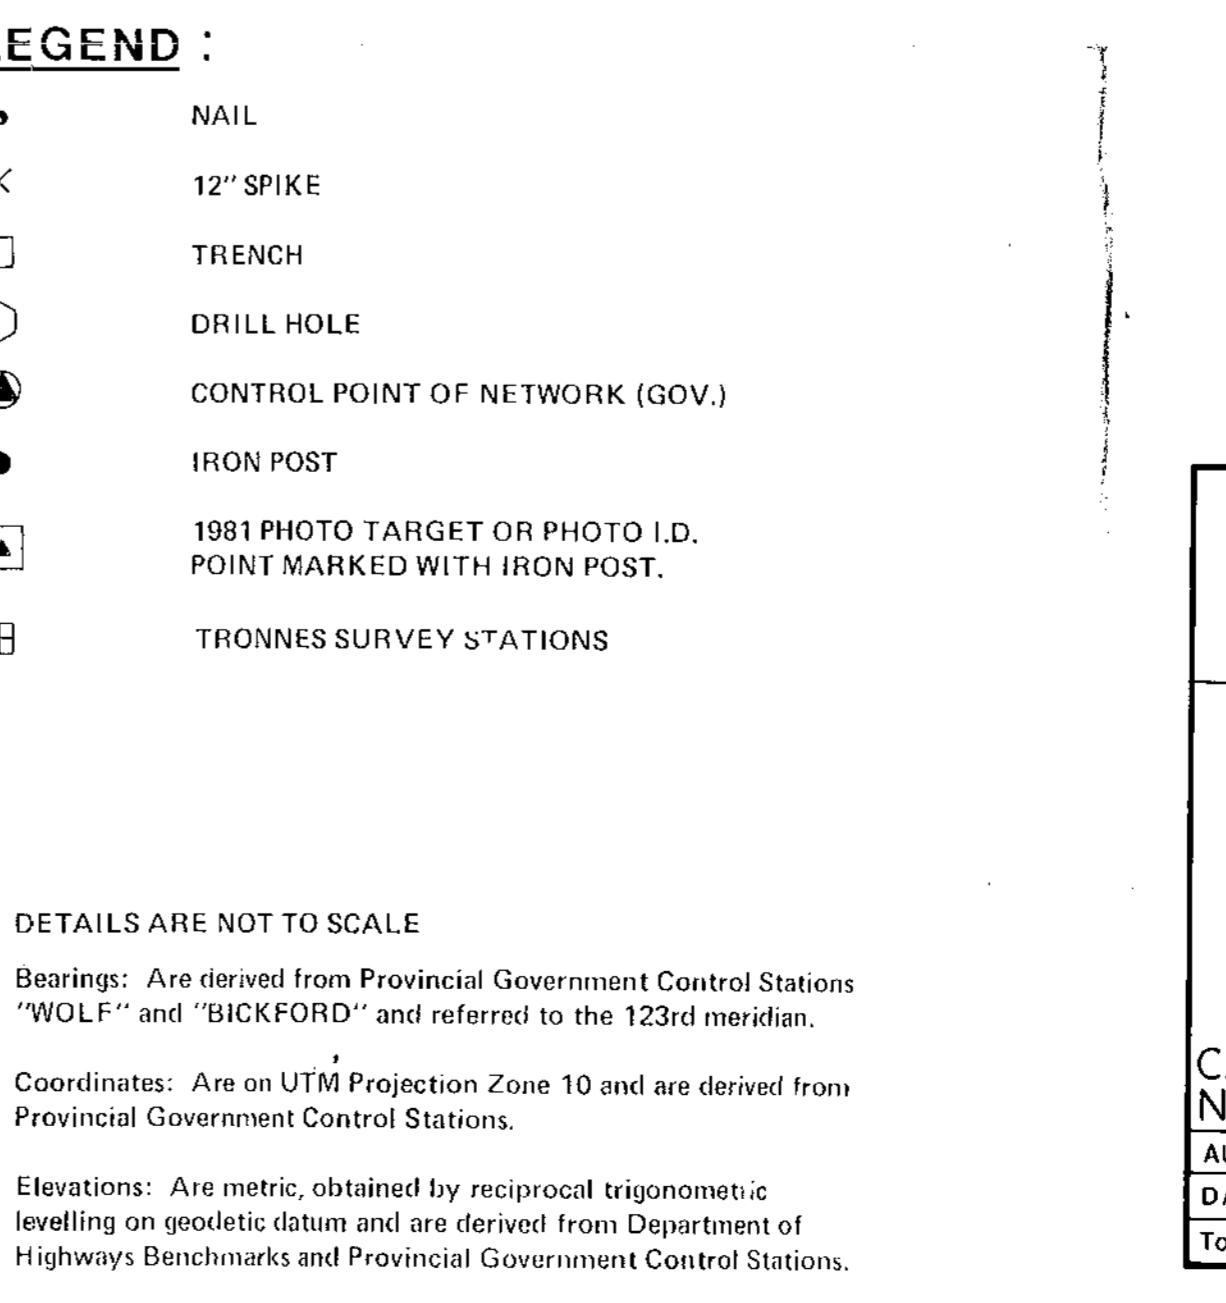 LEGEND :
NAIL
12" SPIKE
TRENCH
DRILL HOLE
CONTROL POINT OF NETWORK (GOV.)
IRON POST
1981 PHOTO TARGET OR PHOTO I.D.
POINT MARKED WITH IRON POST.
TRONNES SURVEY STATIONS
DETAILS ARE NOT TO SCALE
Bearings: Are derived from Provincial Government Control Stations
"WOLF" and "BICKFORD" and referred to the 123rd meridian.
Coordinates: Are on UTM Projection Zone 10 and are derived from
Provincial Government Control Stations.
Elevations: Are metric, obtained by reciprocal trigonometric
levelling on geodetic datum and are derived from Department of
Highways Benchmarks and Provincial Government Control Stations.